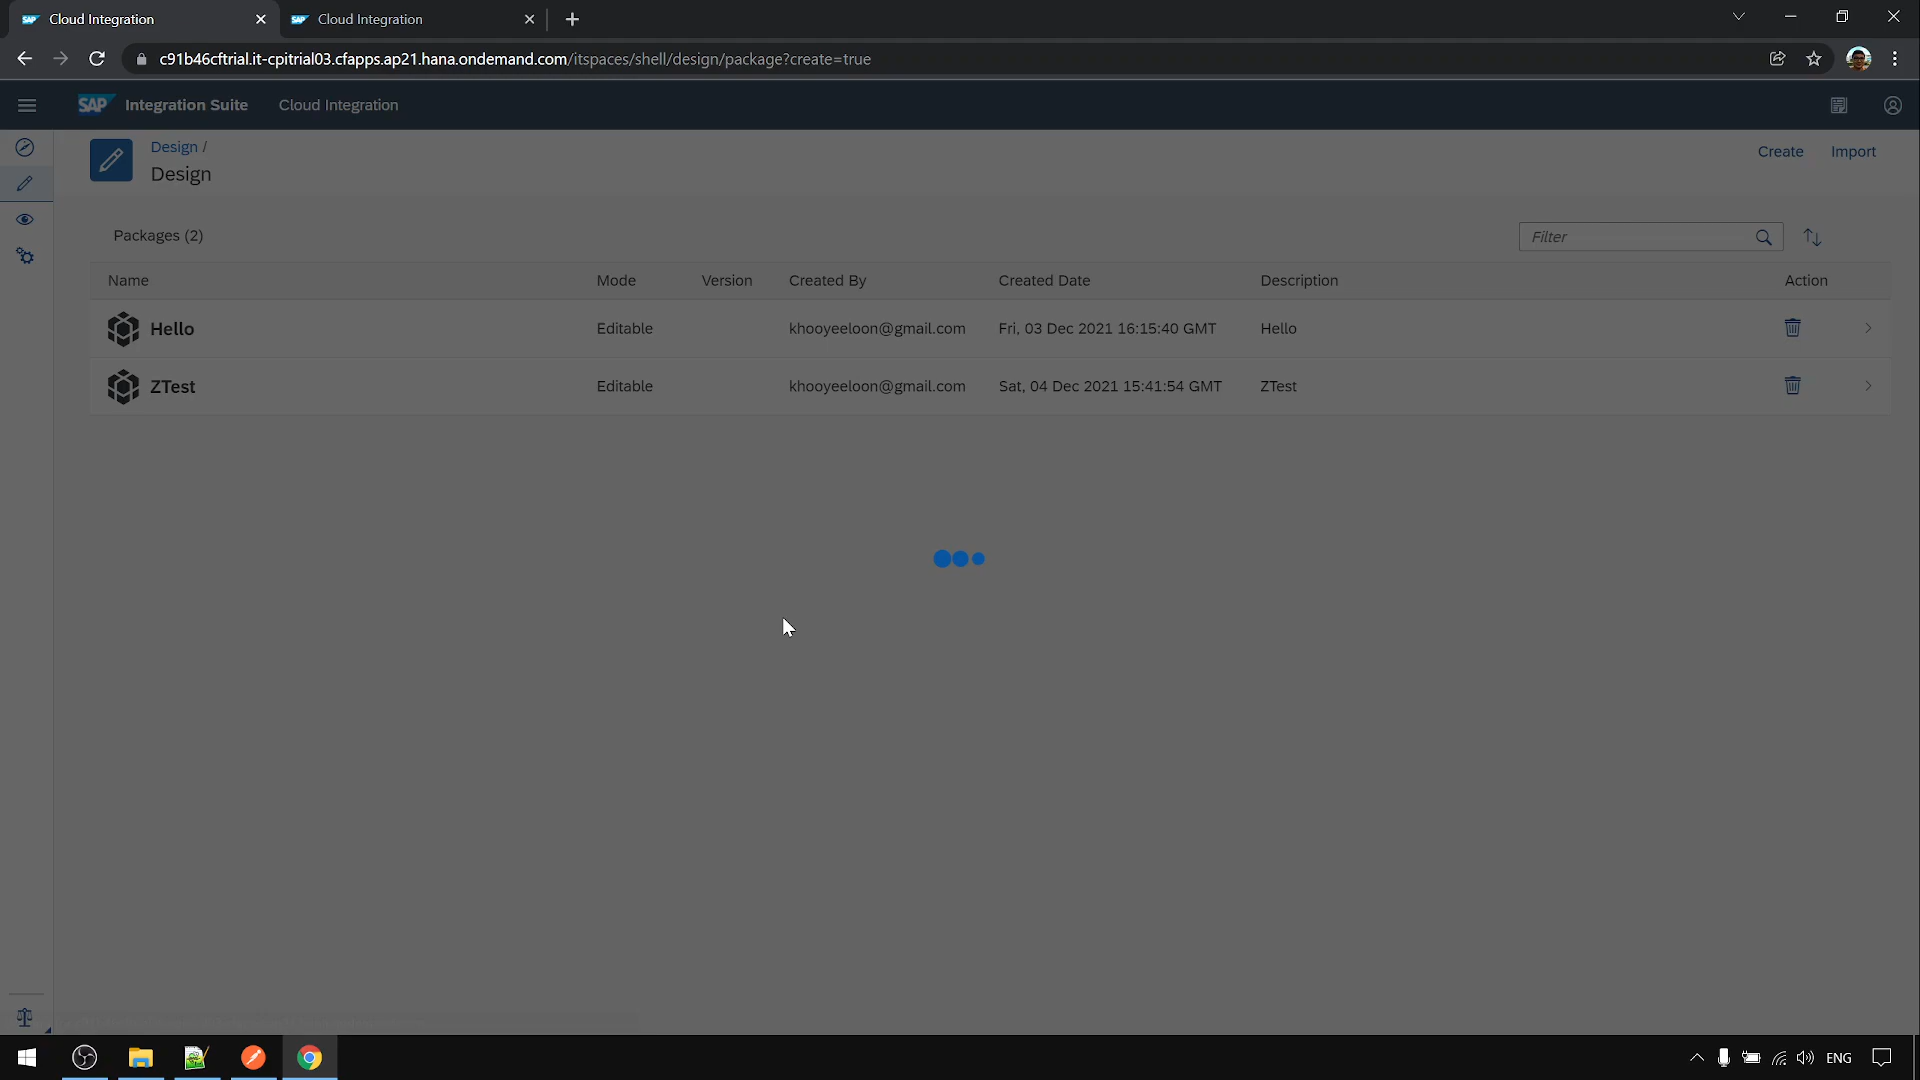 Cloud Integration
Cloud Integration
c91b46cftrial.it-cpitrial03.cfapps.ap21.hana.ondemand.com/itspaces/shell/design/package?create=true
SAP Integration Suite Cloud Integration
Design /
Design
Create Import
Packages (2)
Filter
Name Mode Version Created By Created Date Description Action
Hello Editable khooyeeloon@gmail.com Fri, 03 Dec 2021 16:15:40 GMT Hello
ZTest Editable khooyeeloon@gmail.com Sat, 04 Dec 2021 15:41:54 GMT ZTest
ENG